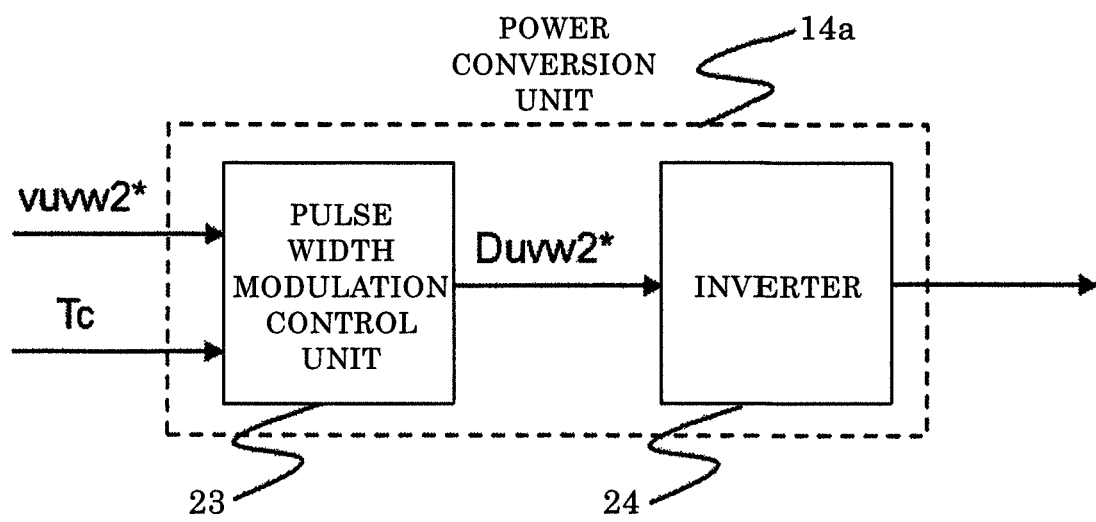 POWER
CONVERSION
UNIT
14a
vuvw2*
Tc
PULSE
WIDTH
MODULATION
CONTROL
UNIT
Duvw2*
INVERTER
23
24